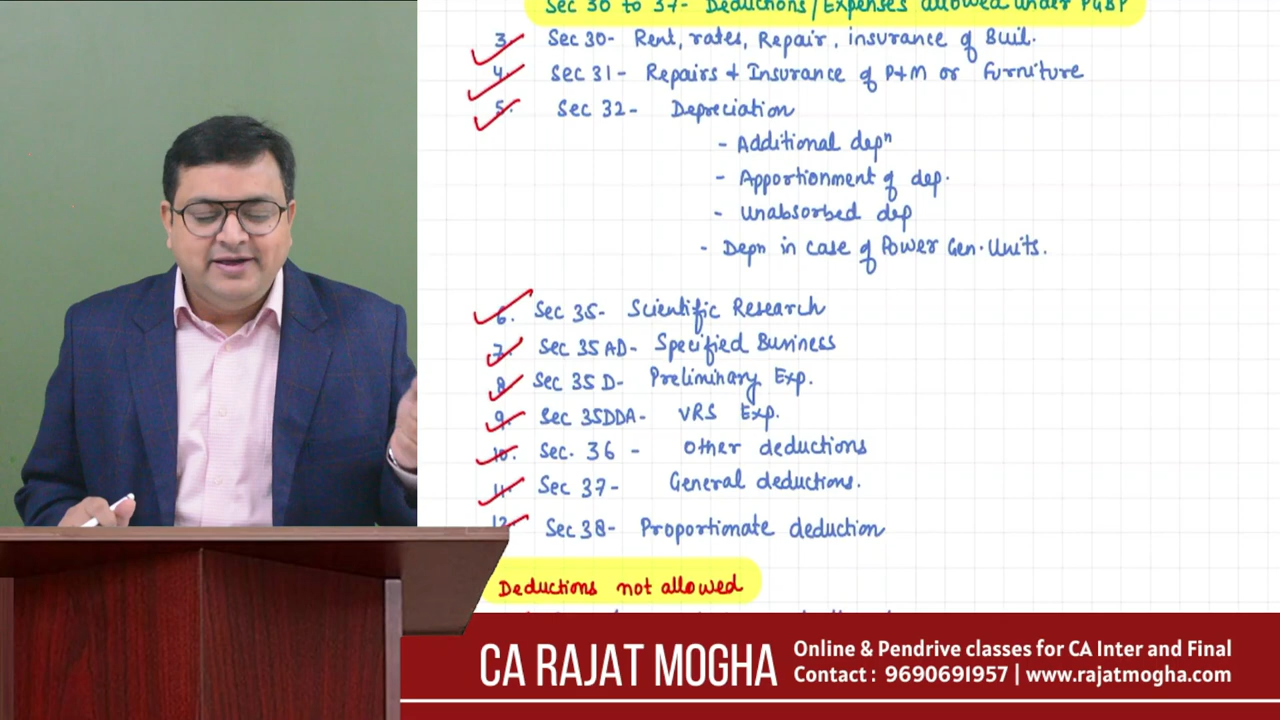 Sec 30 to 37- Deductions/Expenses allowed under PGBP
3. Sec 30- Rent, rates, Repair, insurance of Buil.
4. Sec 31- Repairs + Insurance of P+M or Furniture
5. Sec 32- Depreciation
- Additional depⁿ
- Apportionment of dep.
- Unabsorbed dep
- Depn in case of Power Gen. Units.
6. Sec 35- Scientific Research
7. Sec 35 AD- Specified Business
8 Sec 35 D- Preliminary Exp.
9. Sec 35DDA- VRS Exp.
10. Sec. 36 - Other deductions
11. Sec 37- General deductions.
12. Sec 38- Proportionate deduction
Deductions not allowed
CA RAJAT MOGHA
Online & Pendrive classes for CA Inter and Final
Contact : 9690691957 | www.rajatmogha.com